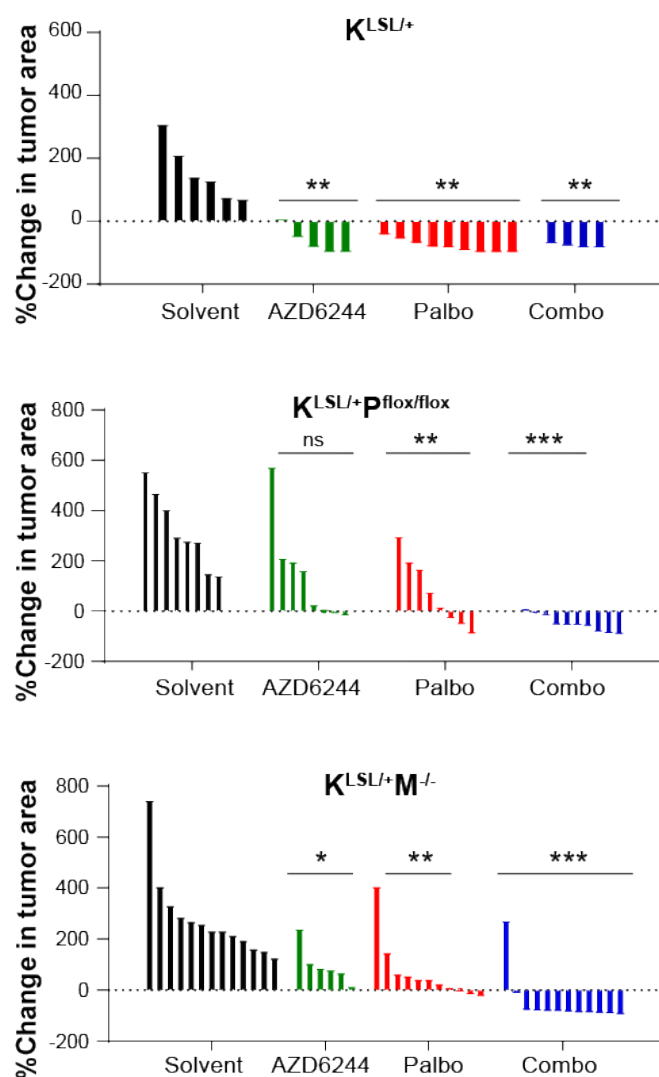 K^LSL/+
%Change in tumor area
600
400
200
0
-200
** ** **
Solvent AZD6244 Palbo Combo
K^LSL/+P^flox/flox
%Change in tumor area
800
600
400
200
0
-200
ns ** ***
Solvent AZD6244 Palbo Combo
K^LSL/+M^-/-
%Change in tumor area
800
600
400
200
0
-200
* ** ***
Solvent AZD6244 Palbo Combo